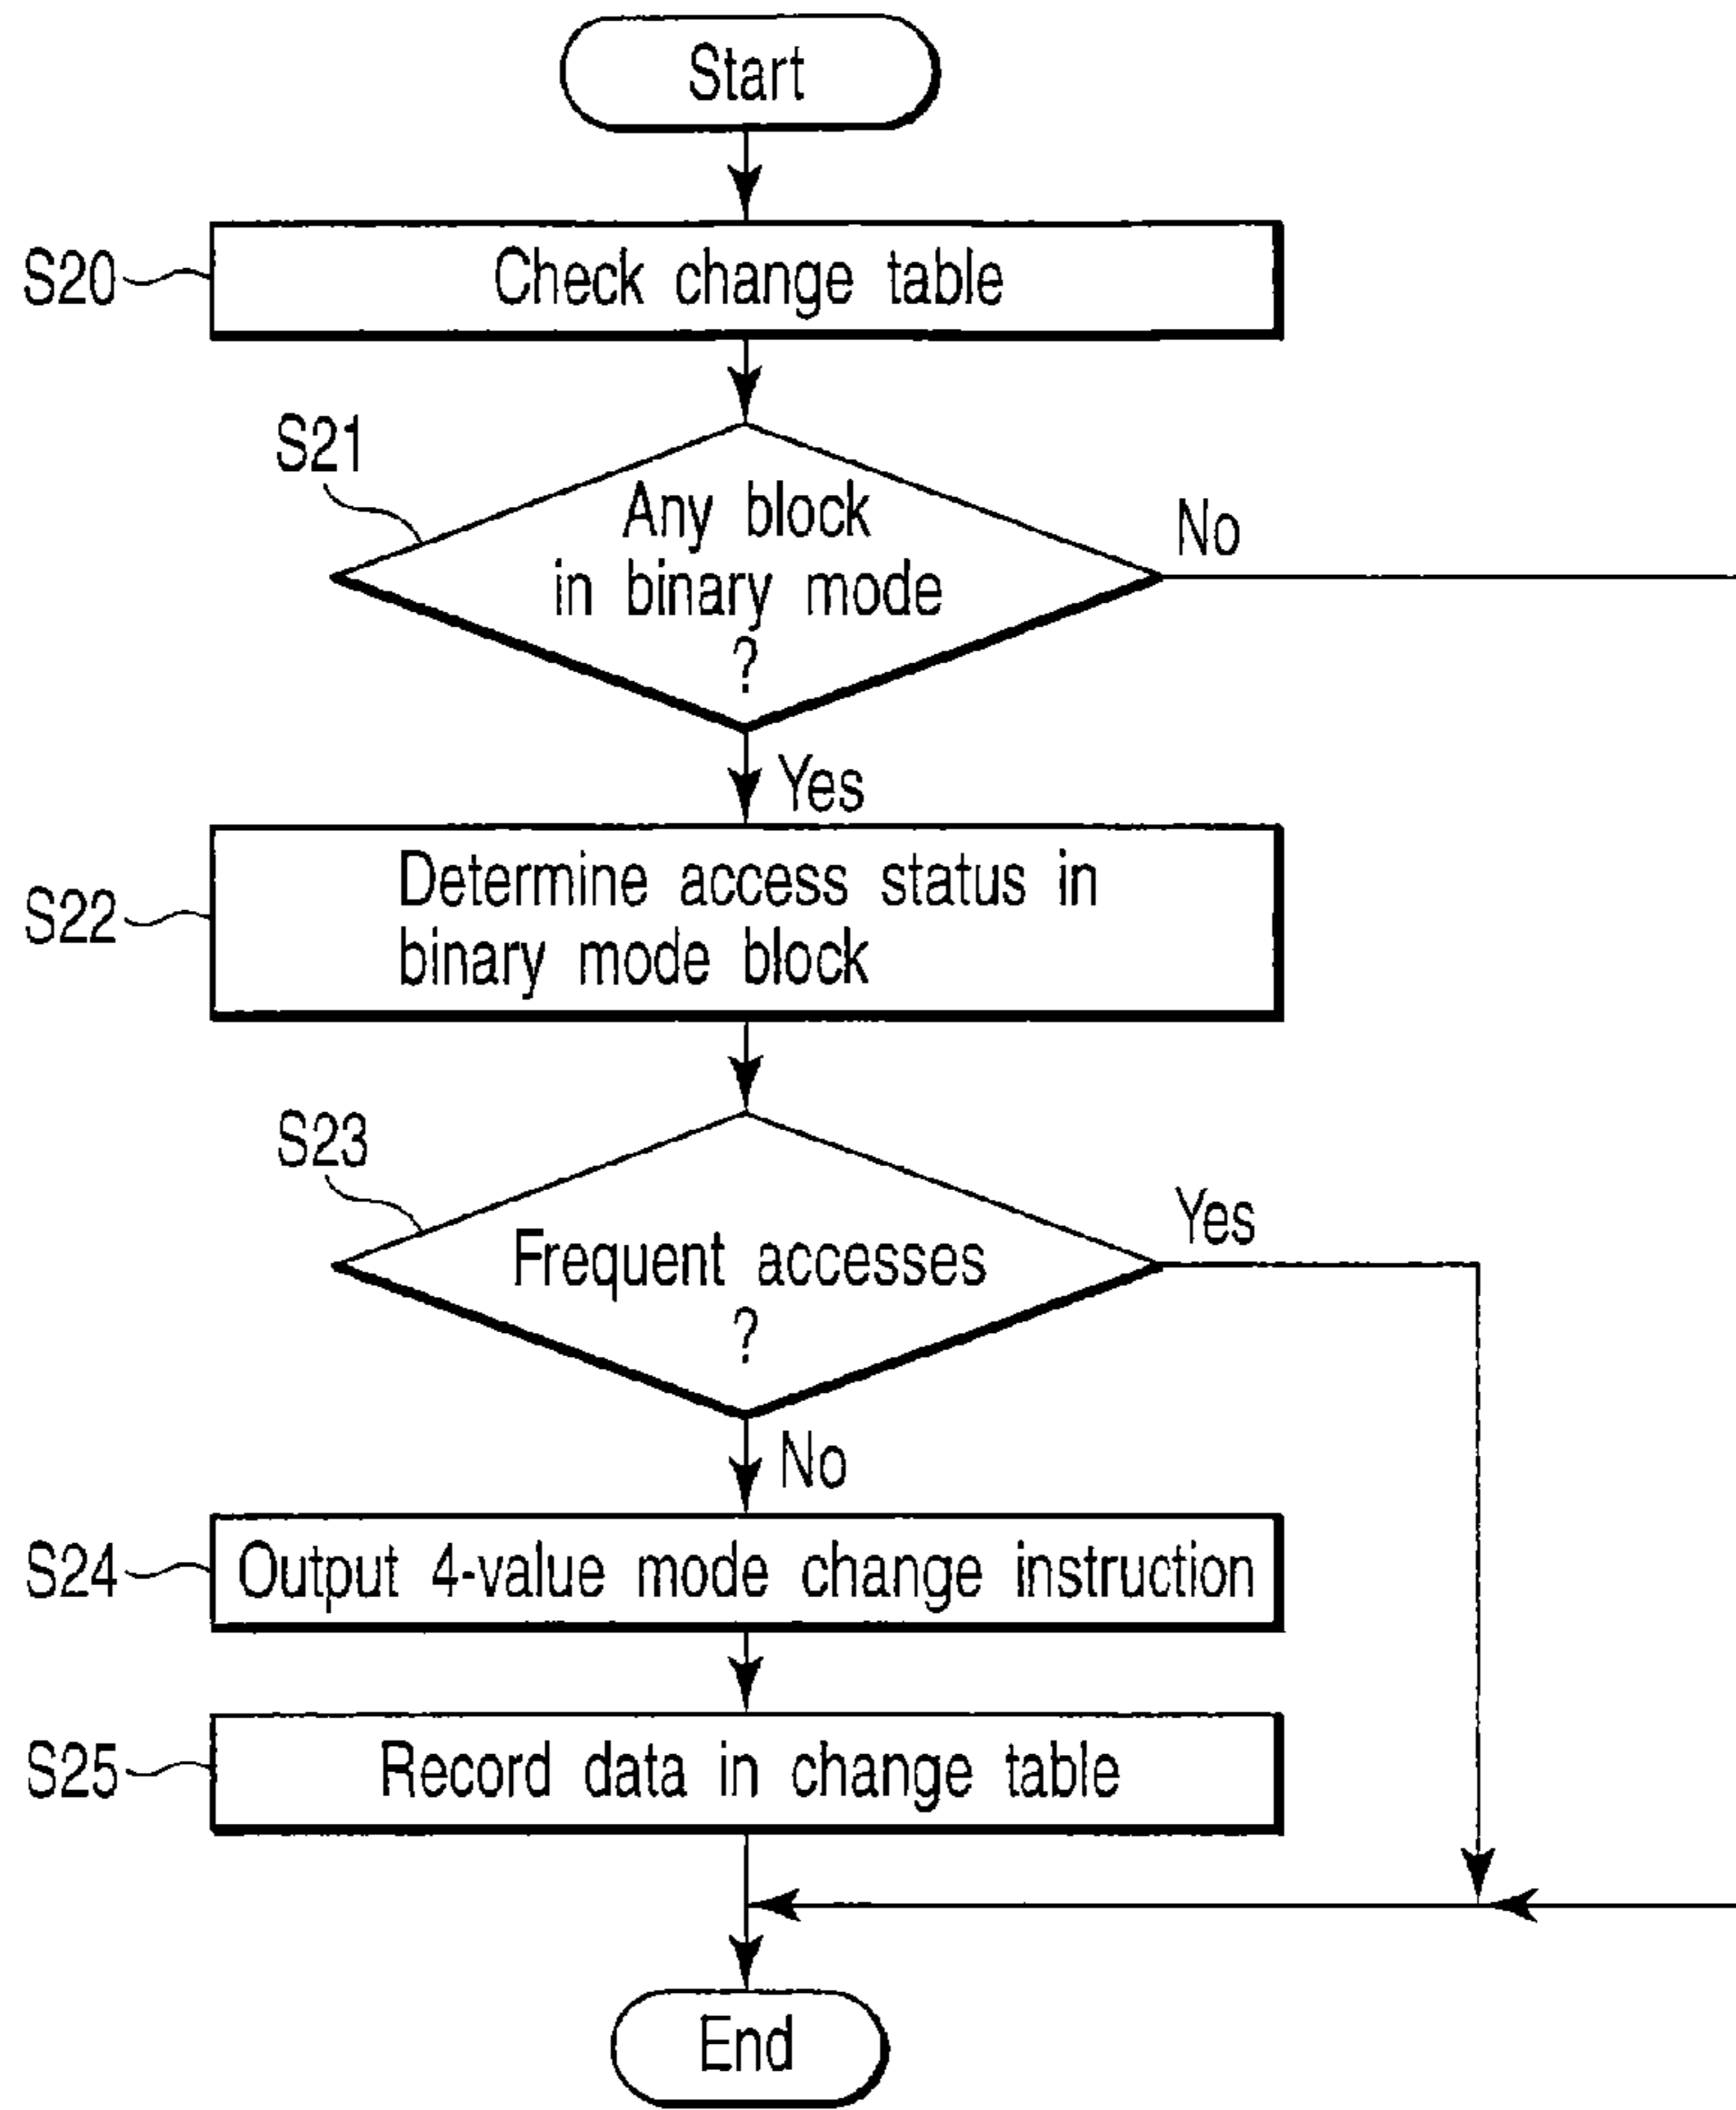 Start
S20
Check change table
S21
Any block
in binary mode
?
No
Yes
S22
Determine access status in
binary mode block
S23
Frequent accesses
?
Yes
No
S24
Output 4-value mode change instruction
S25
Record data in change table
End